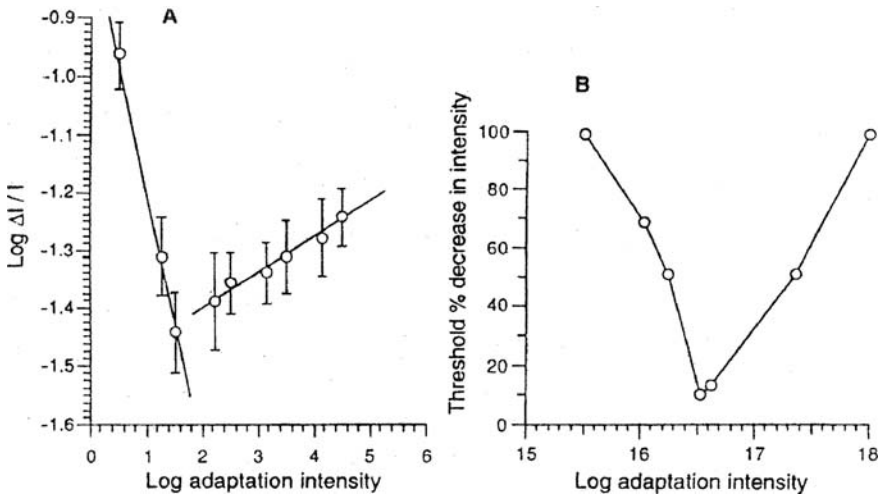 A
-0.9
-1.0
-1.1
-1.2
-1.3
-1.4
-1.5
-1.6
Log ΔI / I
0 1 2 3 4 5 6
Log adaptation intensity
B
100
80
60
40
20
0
Threshold % decrease in intensity
15 16 17 18
Log adaptation intensity